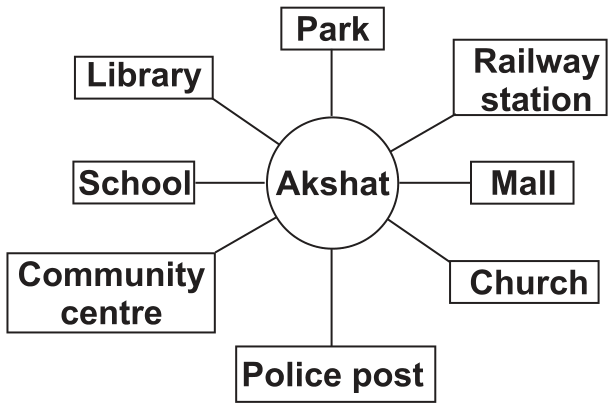 Park
Library
Railway
station
School
Akshat
Mall
Community
centre
Church
Police post